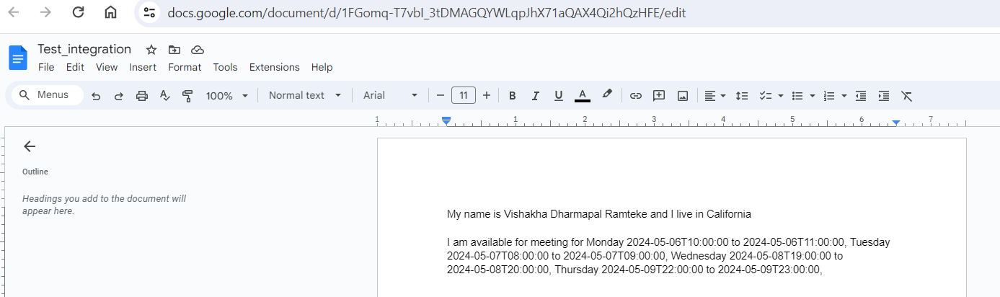 docs.google.com/document/d/1FGomq-T7vbI_3tDMAGQYWLqpJhX71aQAX4Qi2hQzHFE/edit
Test_integration
File Edit View Insert Format Tools Extensions Help
Menus 100% Normal text Arial 11 B I U A
1 1 2 3 4 5 6 7
Outline
Headings you add to the document will
appear here.
My name is Vishakha Dharmapal Ramteke and I live in California
I am available for meeting for Monday 2024-05-06T10:00:00 to 2024-05-06T11:00:00, Tuesday
2024-05-07T08:00:00 to 2024-05-07T09:00:00, Wednesday 2024-05-08T19:00:00 to
2024-05-08T20:00:00, Thursday 2024-05-09T22:00:00 to 2024-05-09T23:00:00,